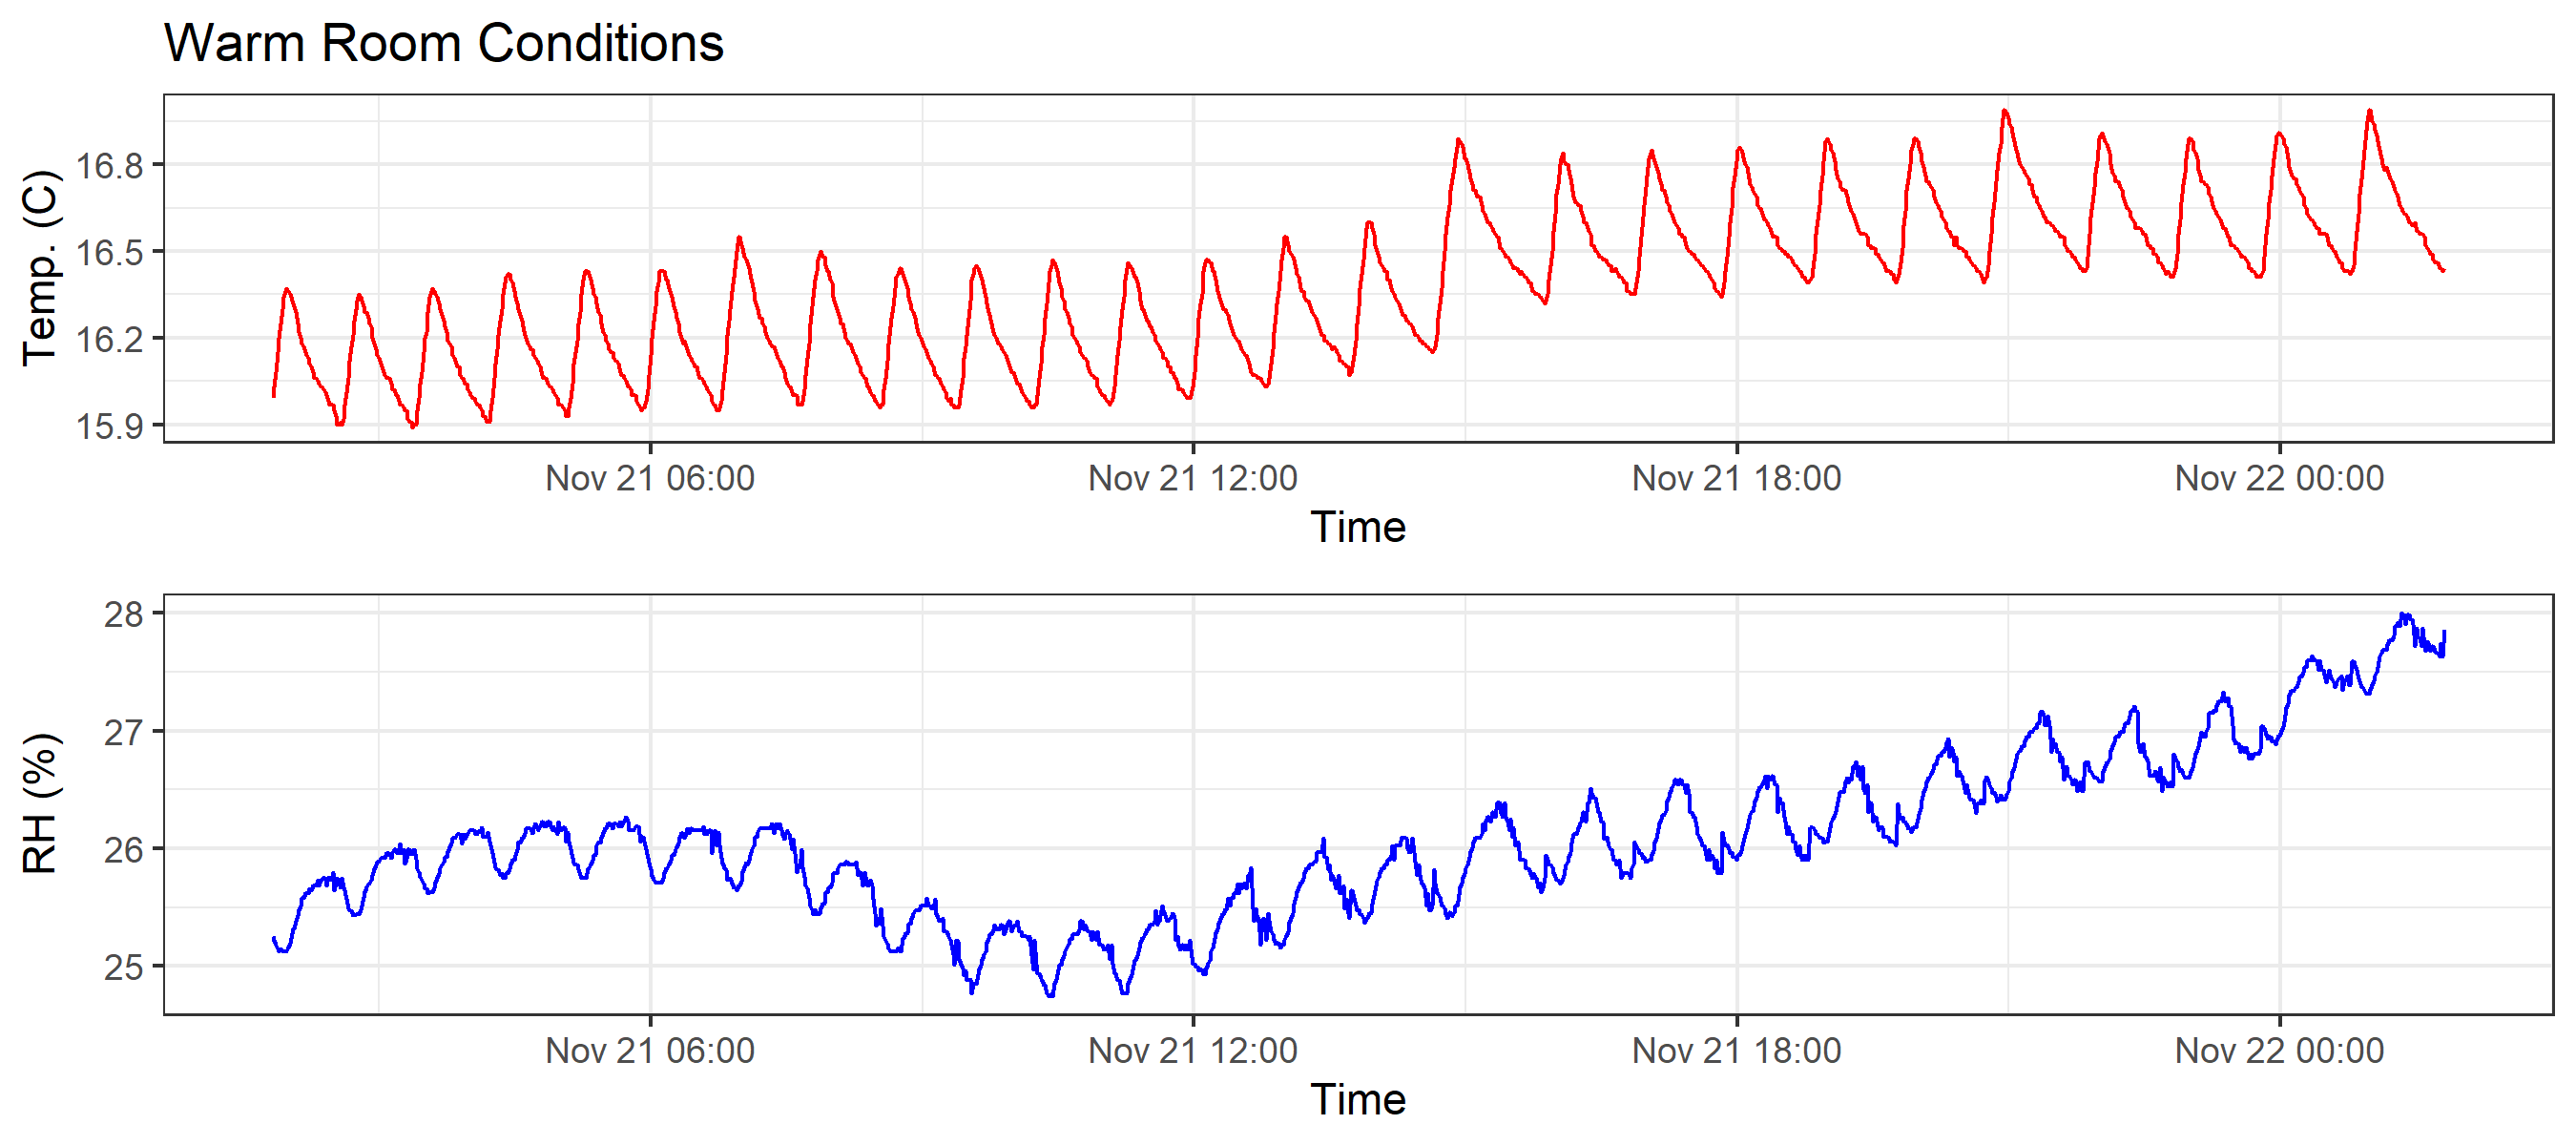 Warm Room Conditions
Temp. (C)
16.8
16.5
16.2
15.9
Nov 21 06:00 Nov 21 12:00 Nov 21 18:00 Nov 22 00:00
Time
RH (%)
28
27
26
25
Nov 21 06:00 Nov 21 12:00 Nov 21 18:00 Nov 22 00:00
Time